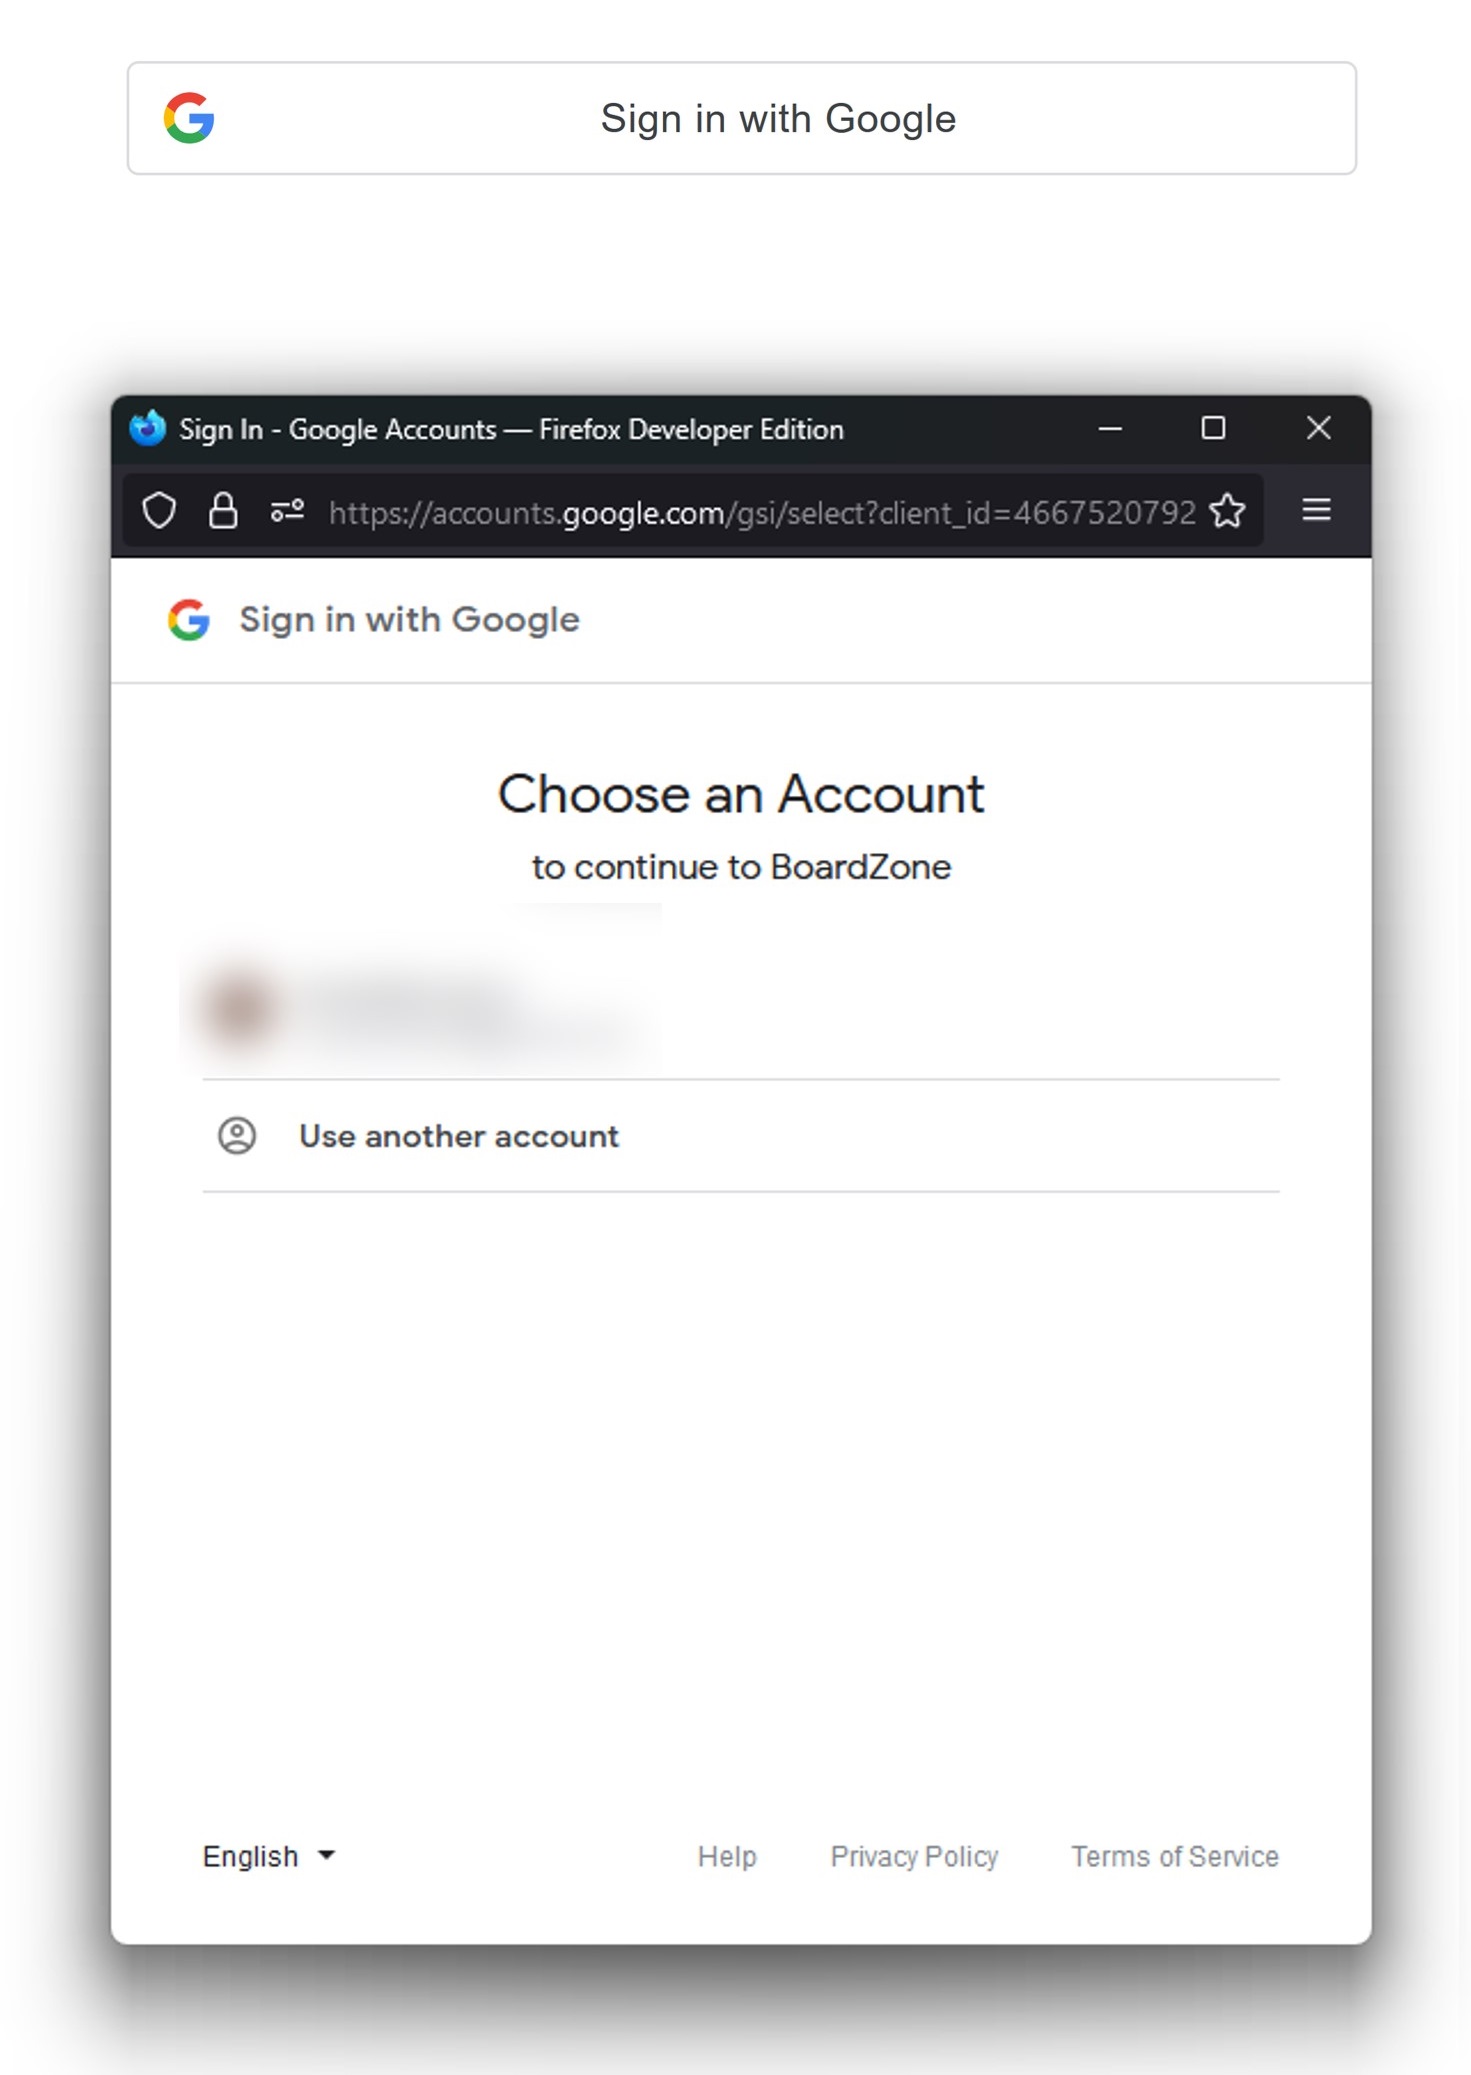 Sign in with Google
Sign In - Google Accounts — Firefox Developer Edition
https://accounts.google.com/gsi/select?client_id=4667520792
Sign in with Google
Choose an Account
to continue to BoardZone
Use another account
English
Help Privacy Policy Terms of Service